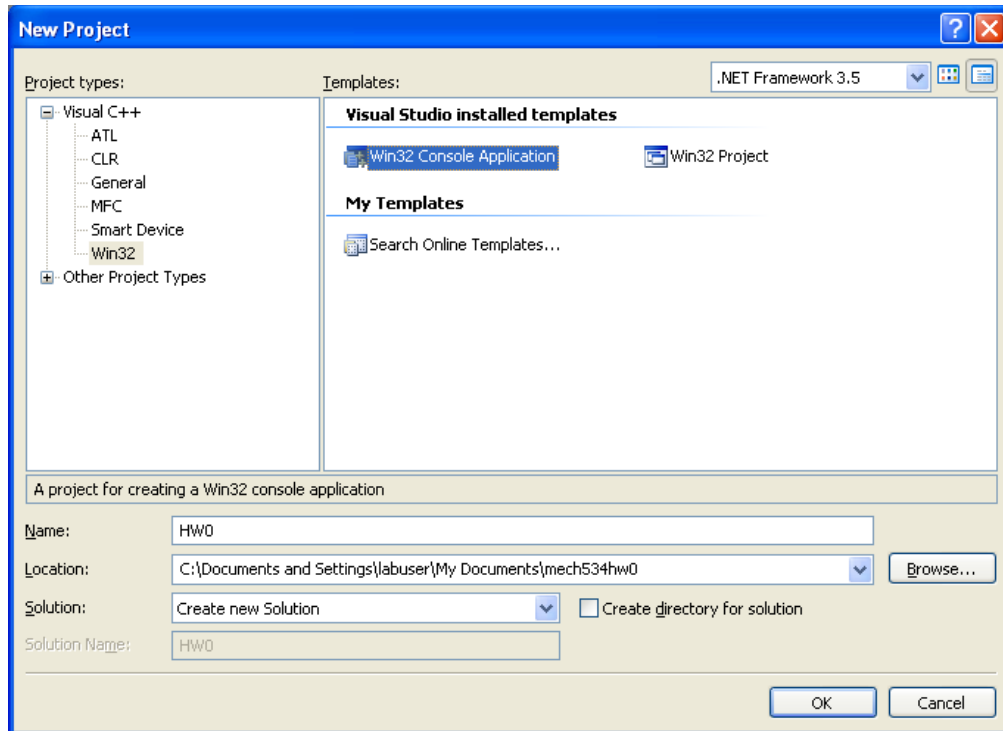 New Project
Project types:
Templates:
.NET Framework 3.5
Visual C++
ATL
CLR
General
MFC
Smart Device
Win32
Other Project Types
Visual Studio installed templates
Win32 Console Application
Win32 Project
My Templates
Search Online Templates...
A project for creating a Win32 console application
Name:
HW0
Location:
C:\Documents and Settings\labuser\My Documents\mech534hw0
Browse...
Solution:
Create new Solution
Create directory for solution
Solution Name:
HW0
OK
Cancel